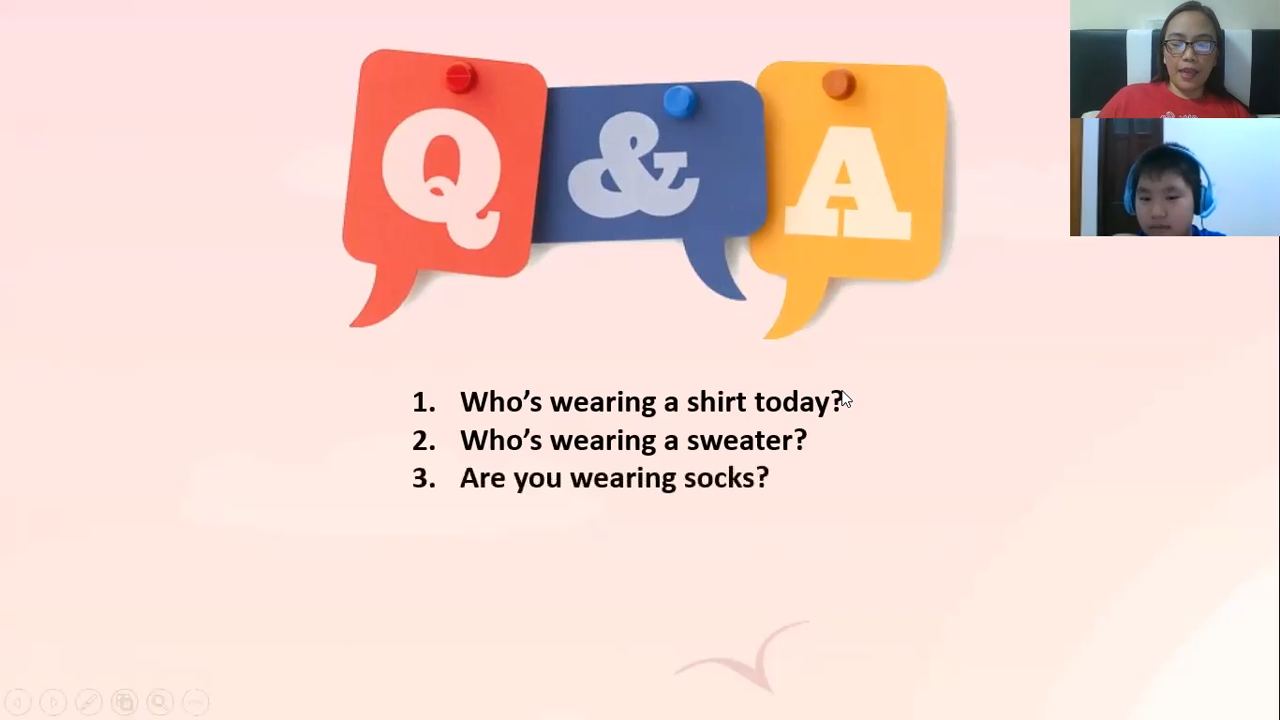 Q & A
1. Who’s wearing a shirt today?
2. Who’s wearing a sweater?
3. Are you wearing socks?